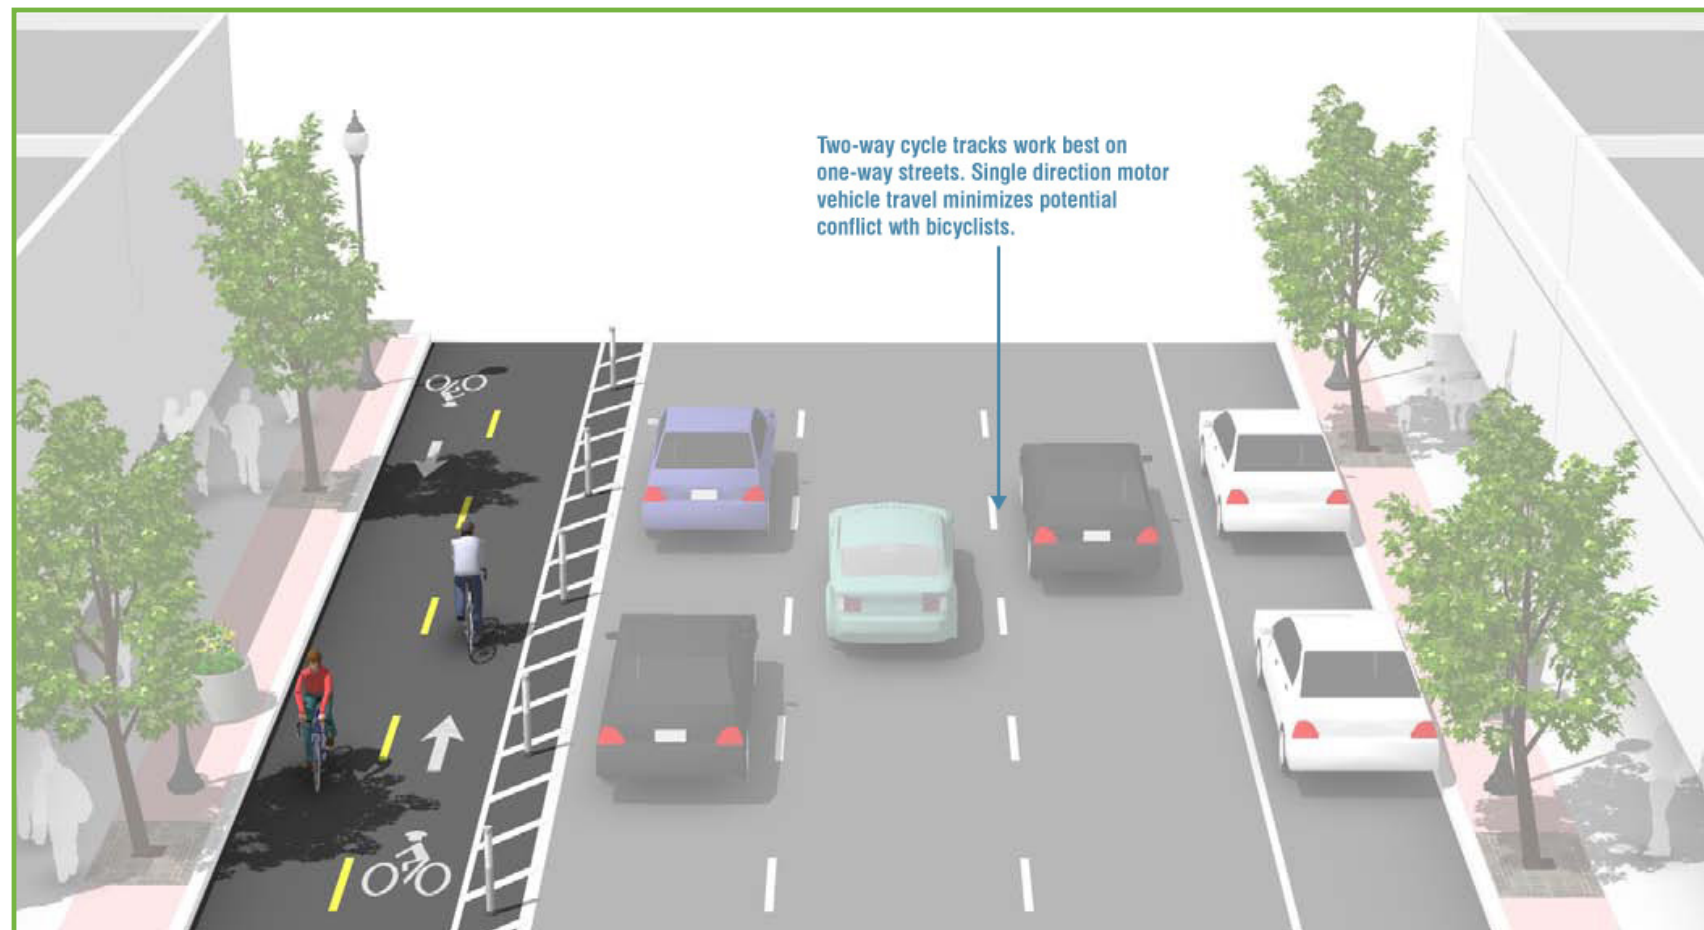 Two-way cycle tracks work best on
one-way streets. Single direction motor
vehicle travel minimizes potential
conflict wth bicyclists.